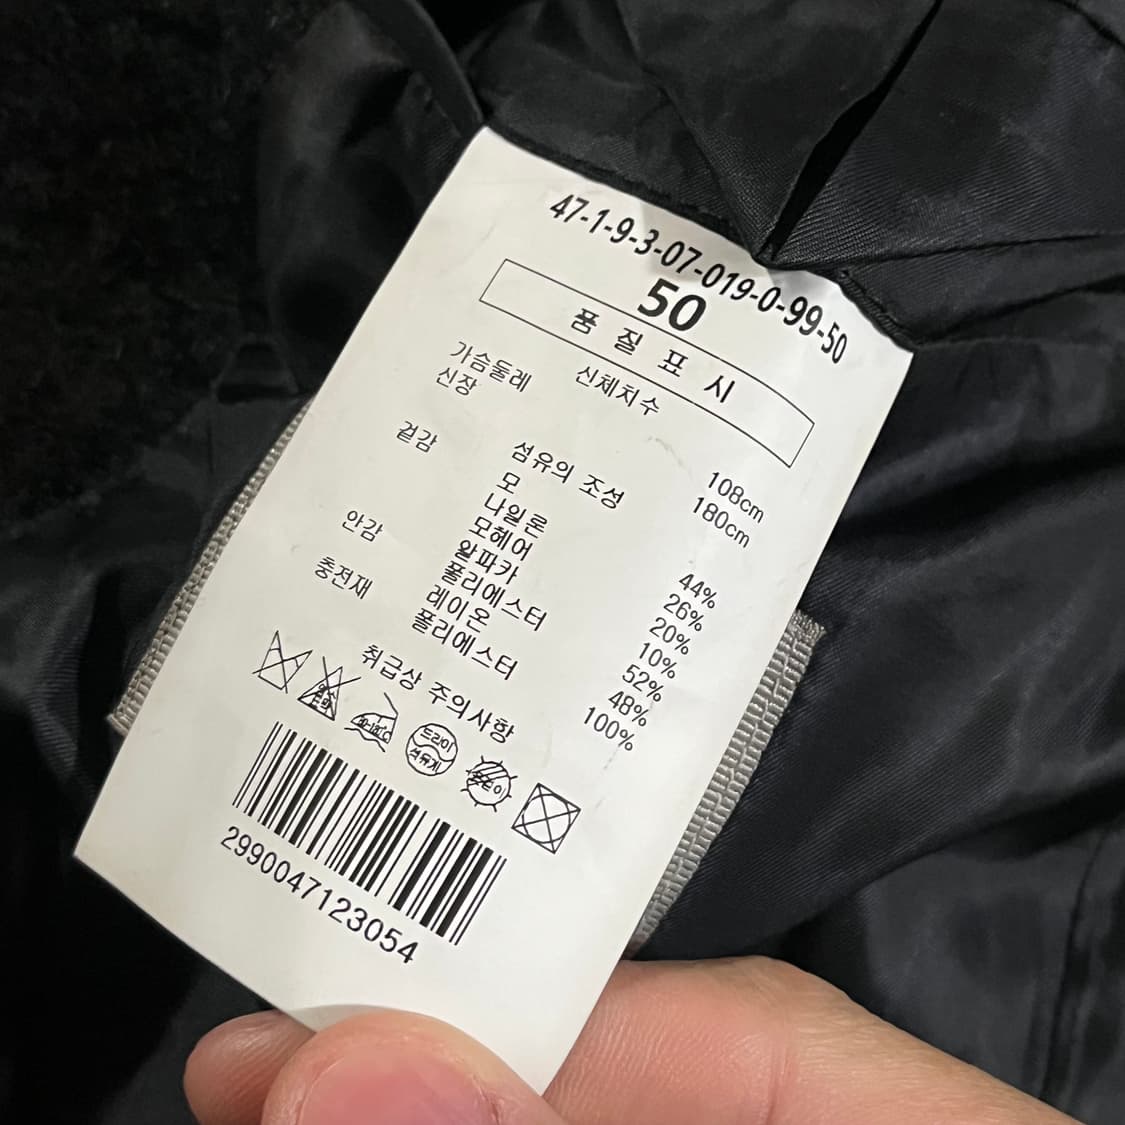 47-1-9-3-07-019-0-99-50
50
품 질 표 시
신체치수
가슴둘레 108cm
신장 180cm
섬유의 조성
겉감 모 44%
나일론 26%
모헤어 20%
알파카 10%
안감 폴리에스터 52%
레이온 48%
충전재 폴리에스터 100%
취급상 주의사항
드라이
석유계
2990047123054